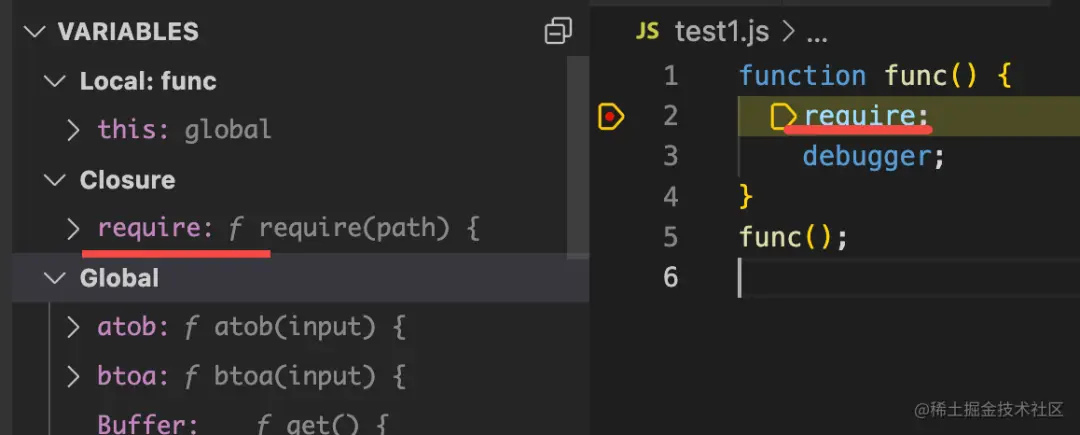 VARIABLES
Local: func
this: global
Closure
require: f require(path) {
Global
atob: f atob(input) {
btoa: f btoa(input) {
Buffer: f get() {
JS test1.js > ...
1 function func() {
2 require;
3 debugger;
4 }
5 func();
6
@稀土掘金技术社区